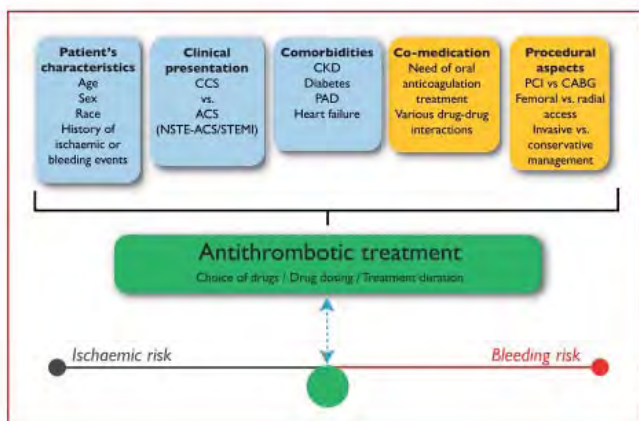 Patient's
characteristics
Age
Sex
Race
History of
ischaemic or
bleeding events
Clinical
presentation
CCS
vs.
ACS
(NSTE-ACS/STEMI)
Comorbidities
CKD
Diabetes
PAD
Heart failure
Co-medication
Need of oral
anticoagulation
treatment
Various drug-drug
interactions
Procedural
aspects
PCI vs CABG
Femoral vs. radial
access
Invasive vs.
conservative
management
Antithrombotic treatment
Choice of drugs / Drug dosing / Treatment duration
Ischaemic risk
Bleeding risk